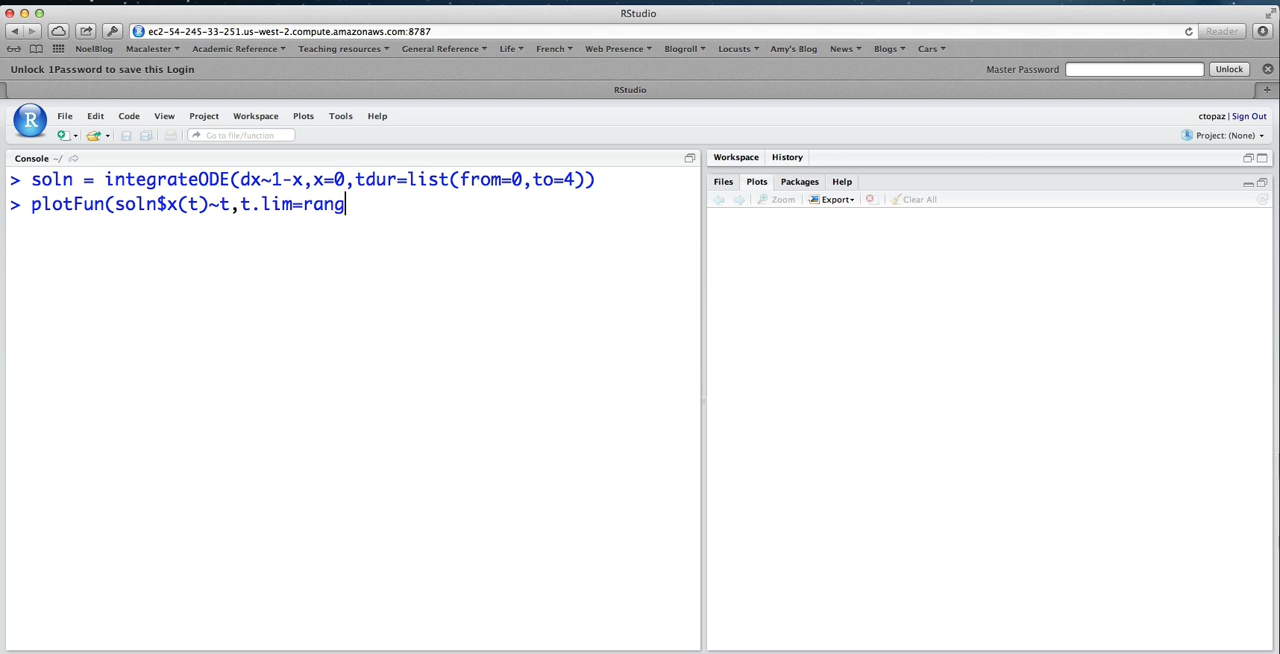 RStudio
ec2-54-245-33-251.us-west-2.compute.amazonaws.com:8787
Reader
NoelBlog Macalester Academic Reference Teaching resources General Reference Life French Web Presence Blogroll Locusts Amy's Blog News Blogs Cars
Unlock 1Password to save this Login
Master Password
Unlock
RStudio
R
File Edit Code View Project Workspace Plots Tools Help
ctopaz | Sign Out
Go to file/function
Project: (None)
Console ~/
> soln = integrateODE(dx~1-x,x=0,tdur=list(from=0,to=4))
> plotFun(soln$x(t)~t,t.lim=rang
Workspace History
Files Plots Packages Help
Zoom Export Clear All